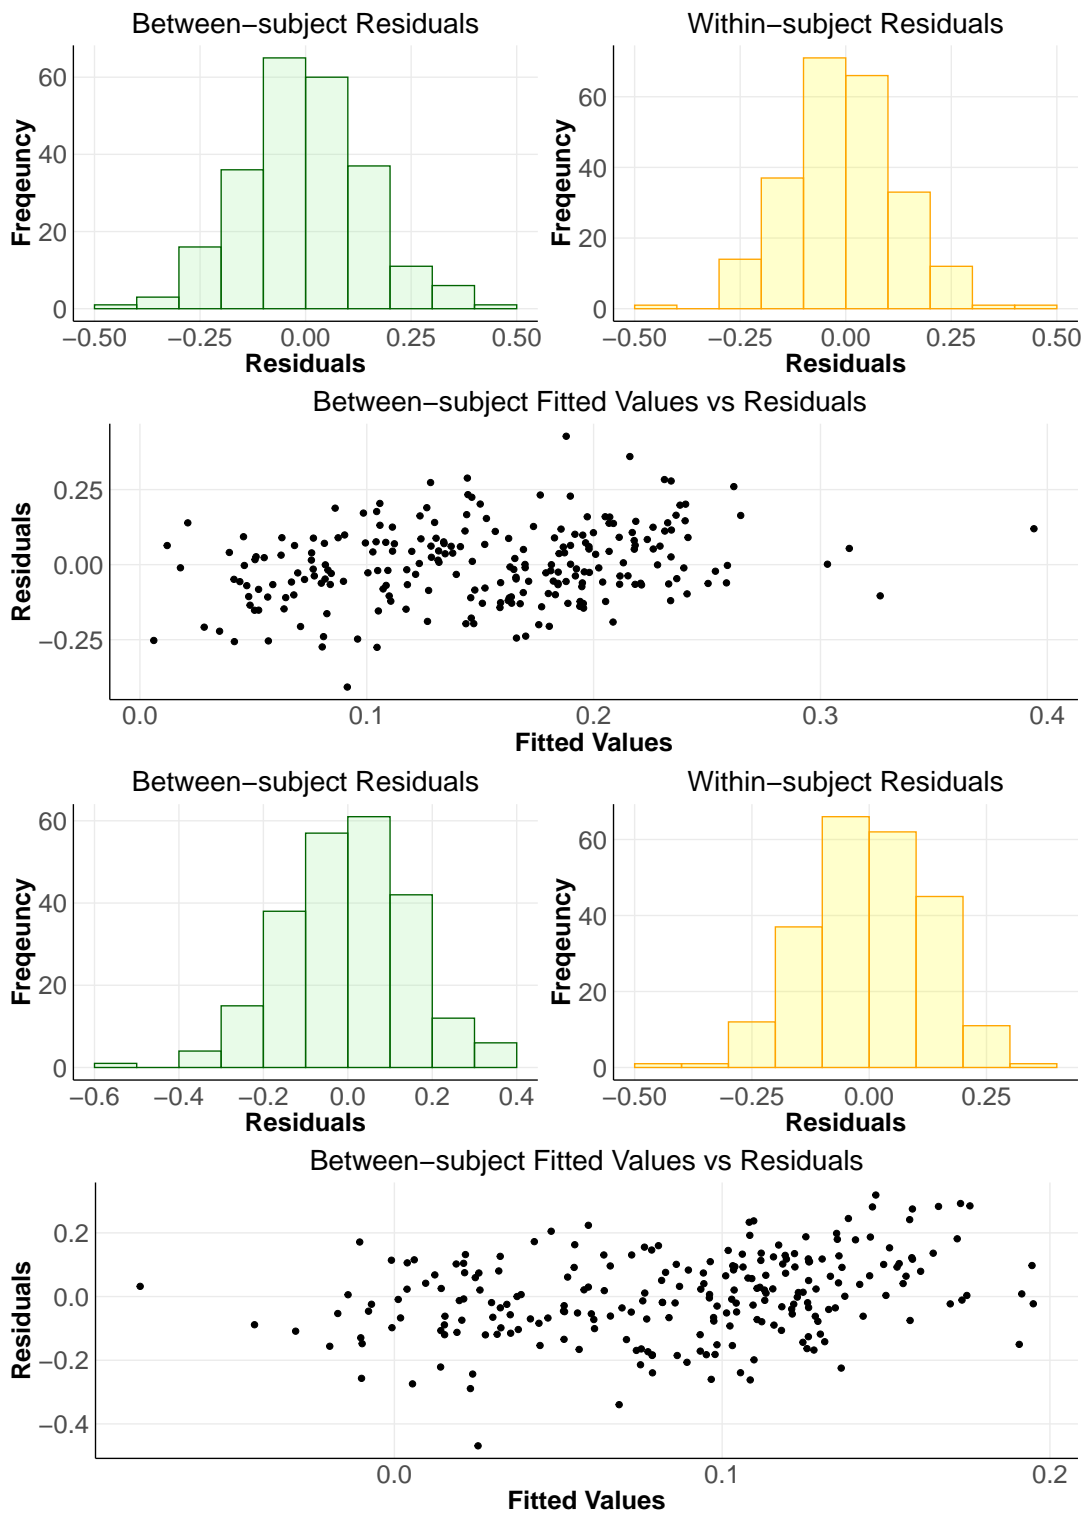 Between−subject Residuals
Within−subject Residuals
Freqeuncy
60
40
20
0
−0.50 −0.25 0.00 0.25 0.50
Residuals
Freqeuncy
60
40
20
0
−0.50 −0.25 0.00 0.25 0.50
Residuals
Between−subject Fitted Values vs Residuals
Residuals
0.25
0.00
−0.25
0.0 0.1 0.2 0.3 0.4
Fitted Values
Between−subject Residuals
Within−subject Residuals
Freqeuncy
60
40
20
0
−0.6 −0.4 −0.2 0.0 0.2 0.4
Residuals
Freqeuncy
60
40
20
0
−0.50 −0.25 0.00 0.25
Residuals
Between−subject Fitted Values vs Residuals
Residuals
0.2
0.0
−0.2
−0.4
0.0 0.1 0.2
Fitted Values